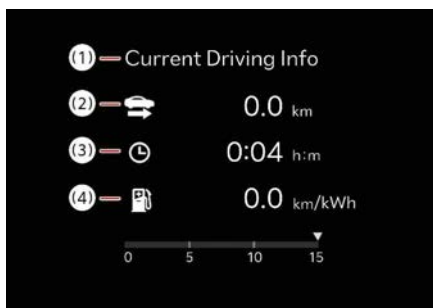 (1) Current Driving Info
(2) 0.0 km
(3) 0:04 h:m
(4) 0.0 km/kWh
0 5 10 15